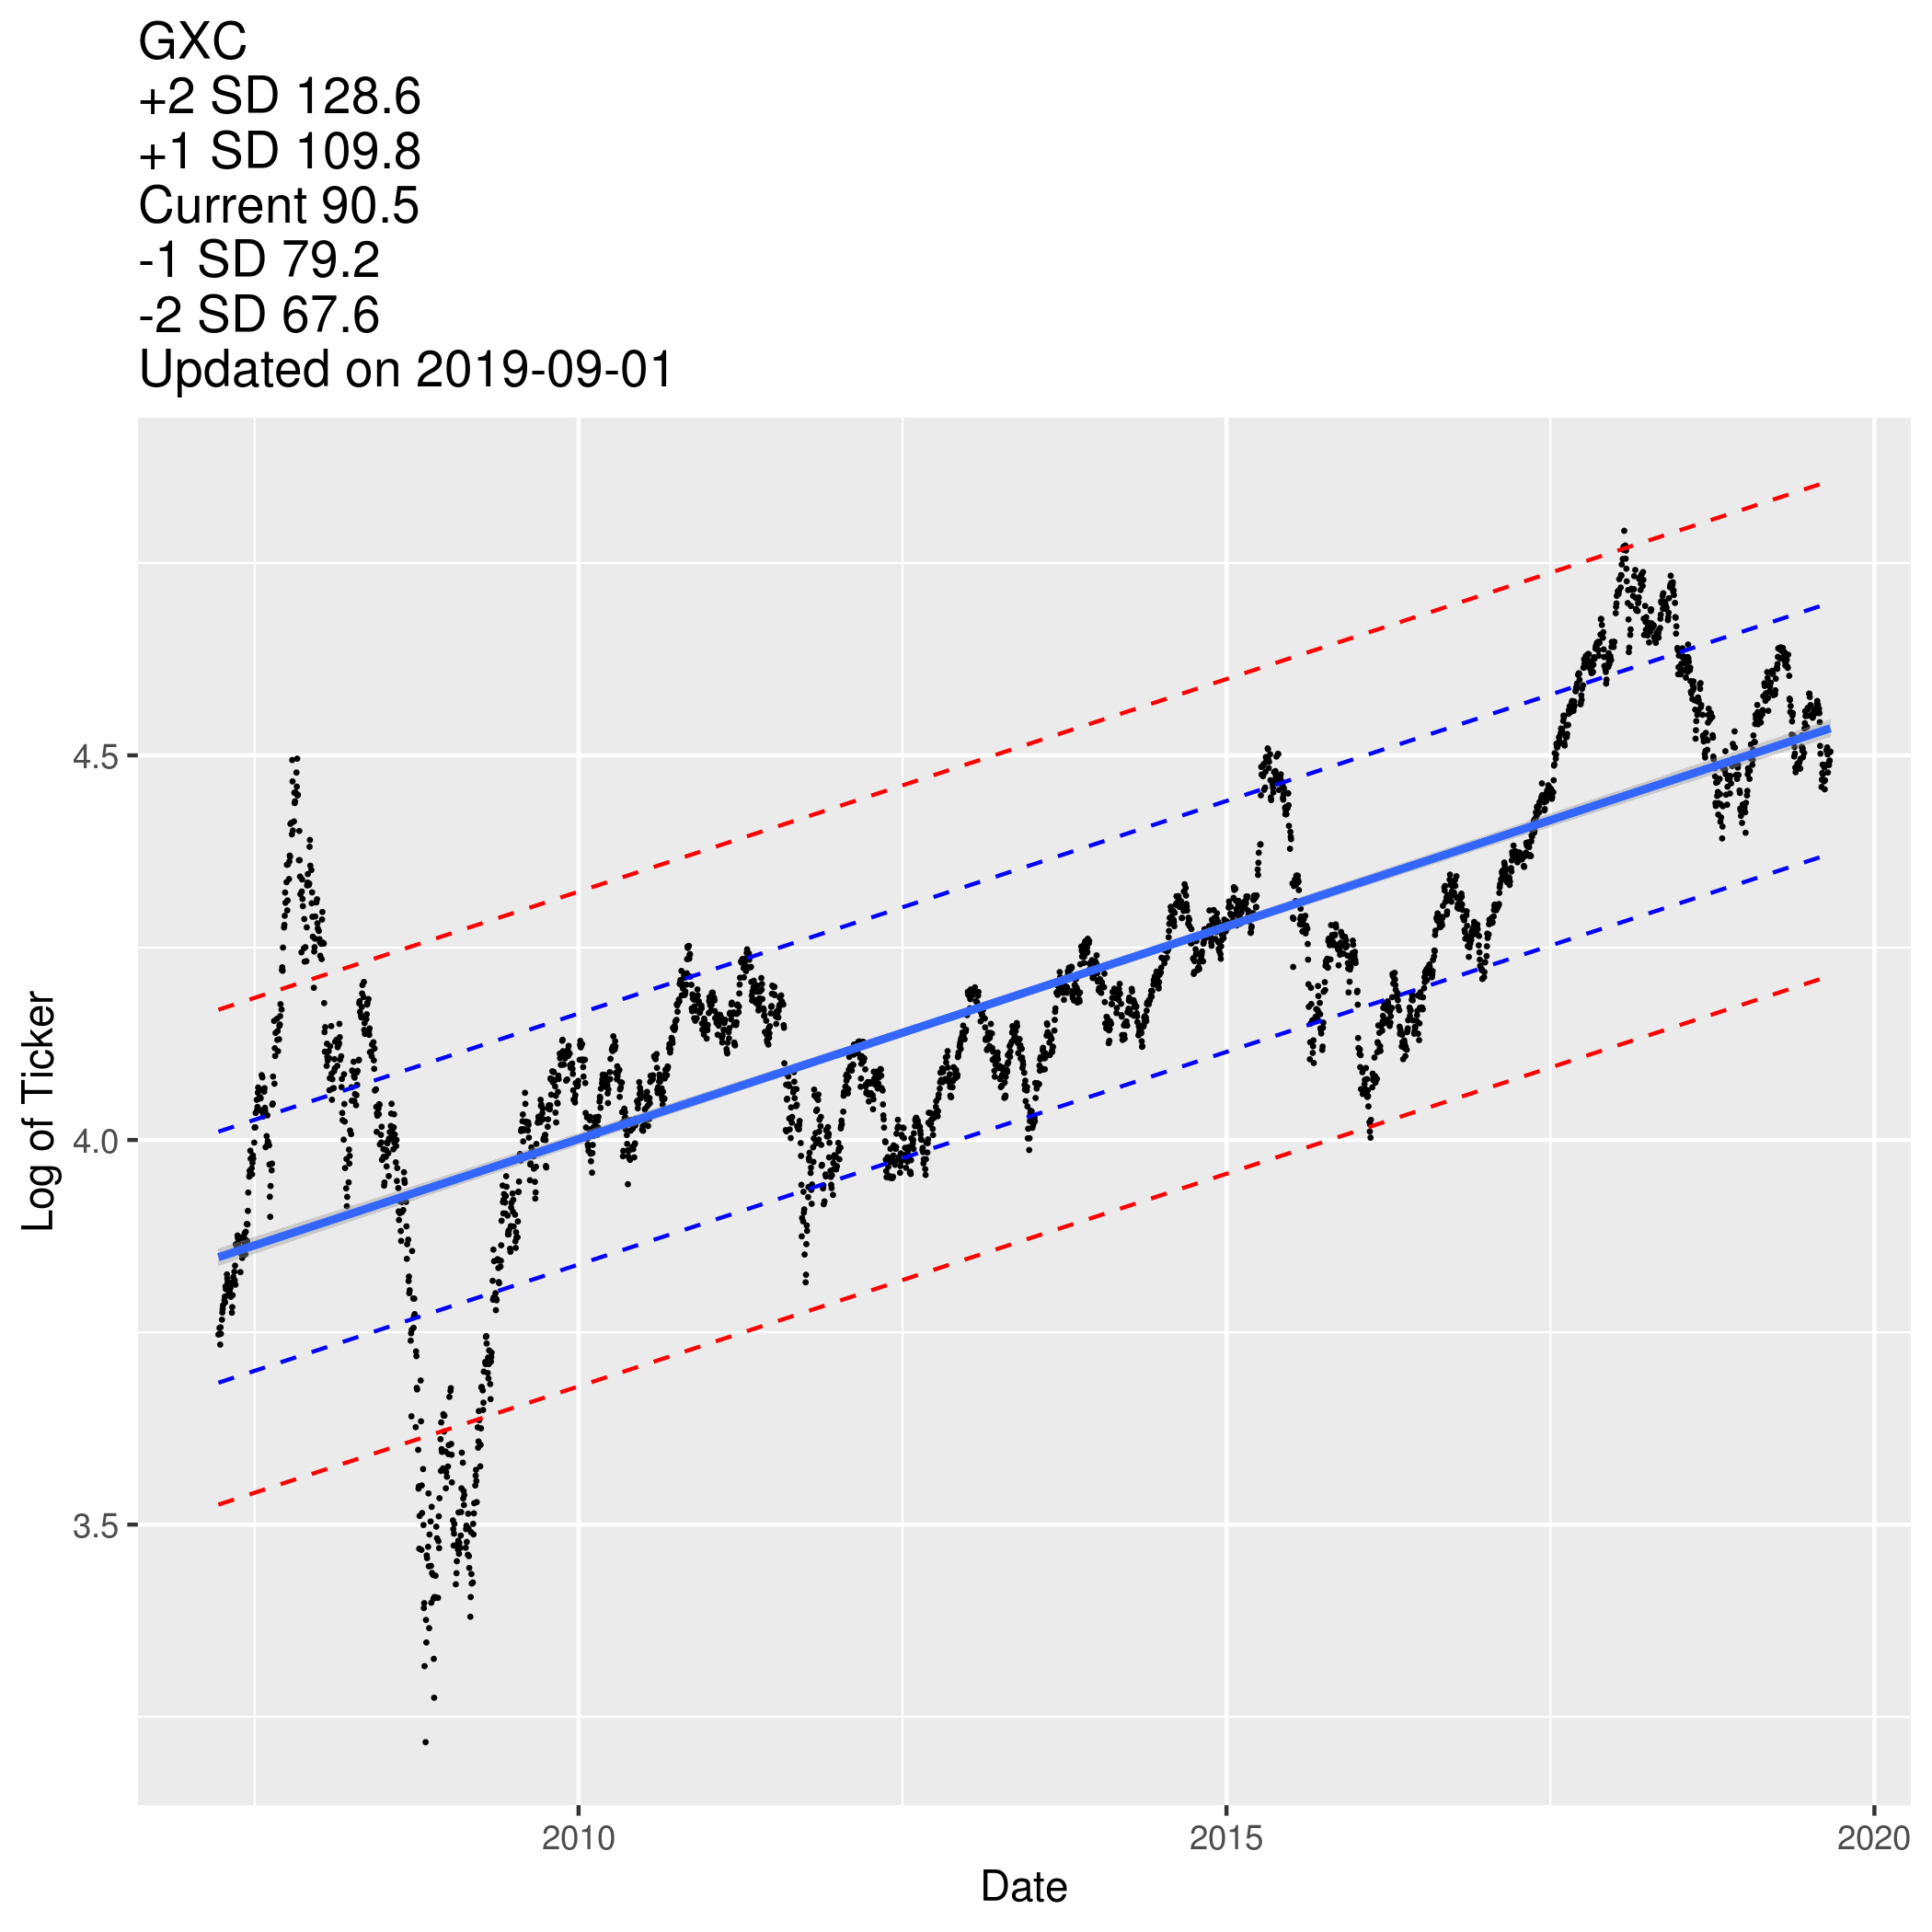 GXC
+2 SD 128.6
+1 SD 109.8
Current 90.5
-1 SD 79.2
-2 SD 67.6
Updated on 2019-09-01
4.5
4.0
3.5
Log of Ticker
2010
2015
2020
Date